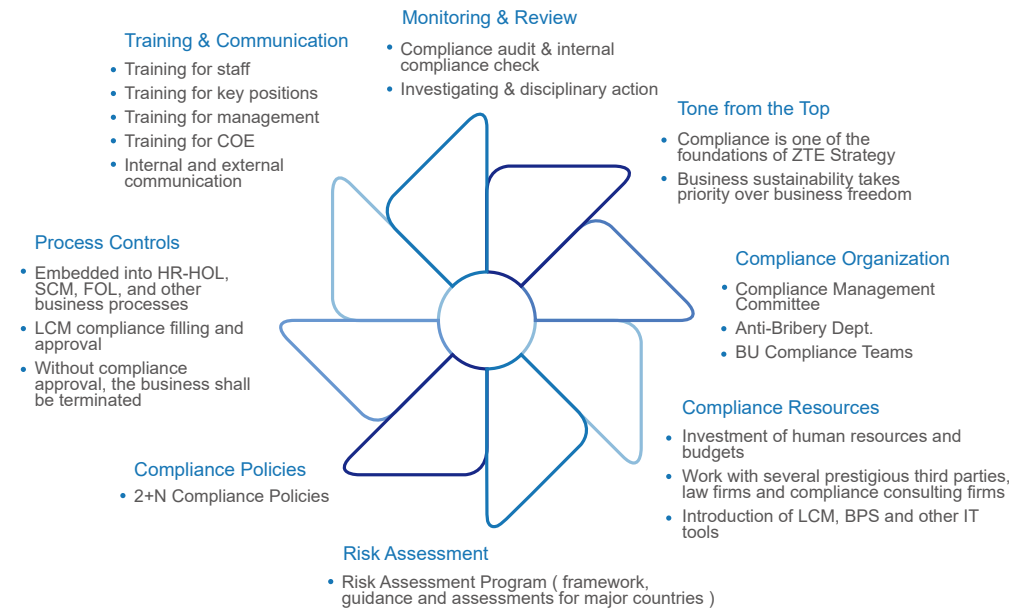 Monitoring & Review
• Compliance audit & internal
compliance check
• Investigating & disciplinary action
Training & Communication
• Training for staff
• Training for key positions
• Training for management
• Training for COE
• Internal and external
communication
Tone from the Top
• Compliance is one of the
foundations of ZTE Strategy
• Business sustainability takes
priority over business freedom
Process Controls
• Embedded into HR-HOL,
SCM, FOL, and other
business processes
• LCM compliance filling and
approval
• Without compliance
approval, the business shall
be terminated
Compliance Organization
• Compliance Management
Committee
• Anti-Bribery Dept.
• BU Compliance Teams
Compliance Resources
• Investment of human resources and
budgets
• Work with several prestigious third parties,
law firms and compliance consulting firms
• Introduction of LCM, BPS and other IT
tools
Compliance Policies
• 2+N Compliance Policies
Risk Assessment
• Risk Assessment Program ( framework,
guidance and assessments for major countries )